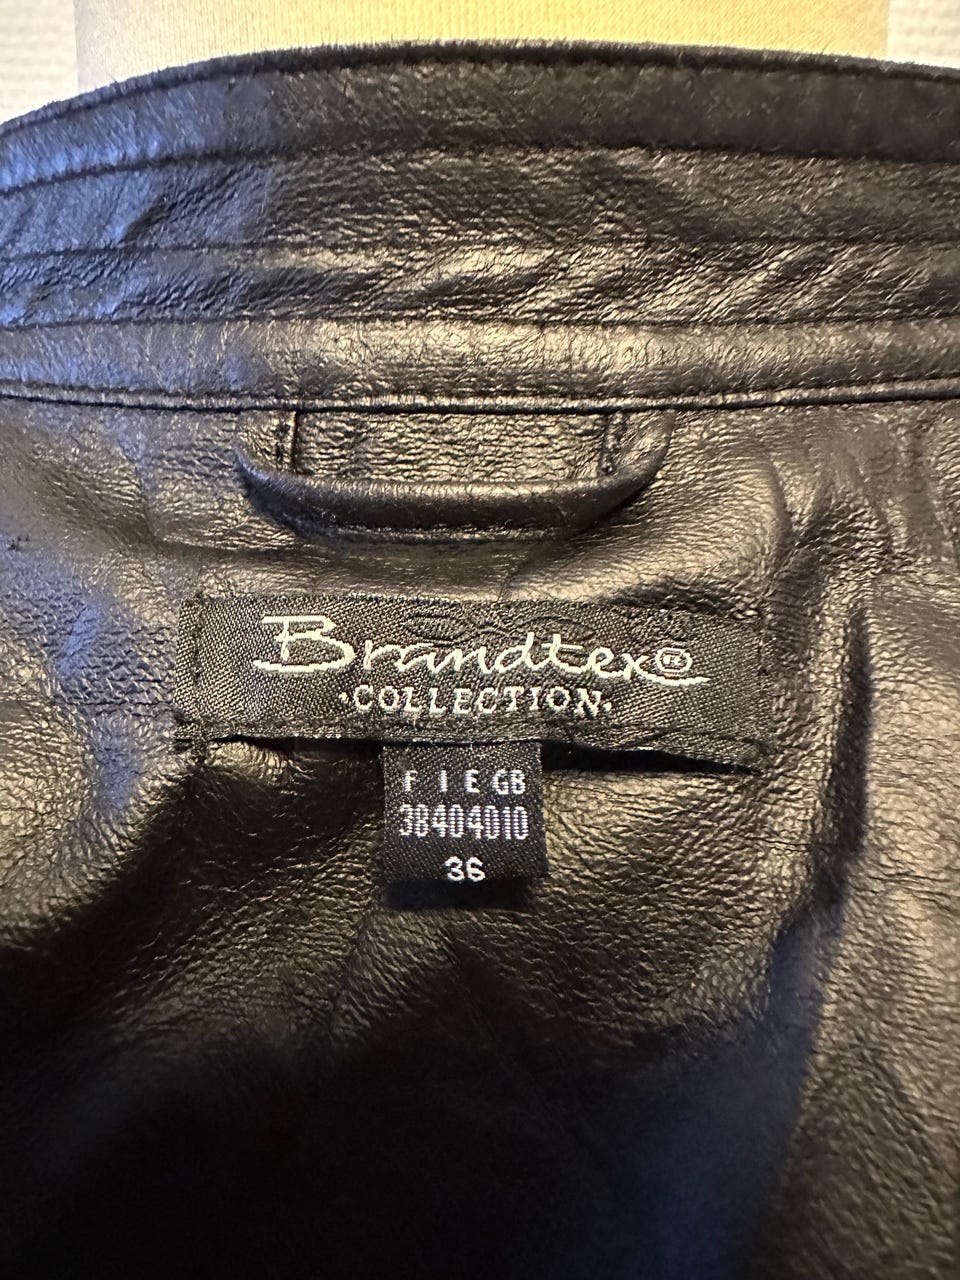 Brandtex®
·COLLECTION·
F I E GB
38404010
36